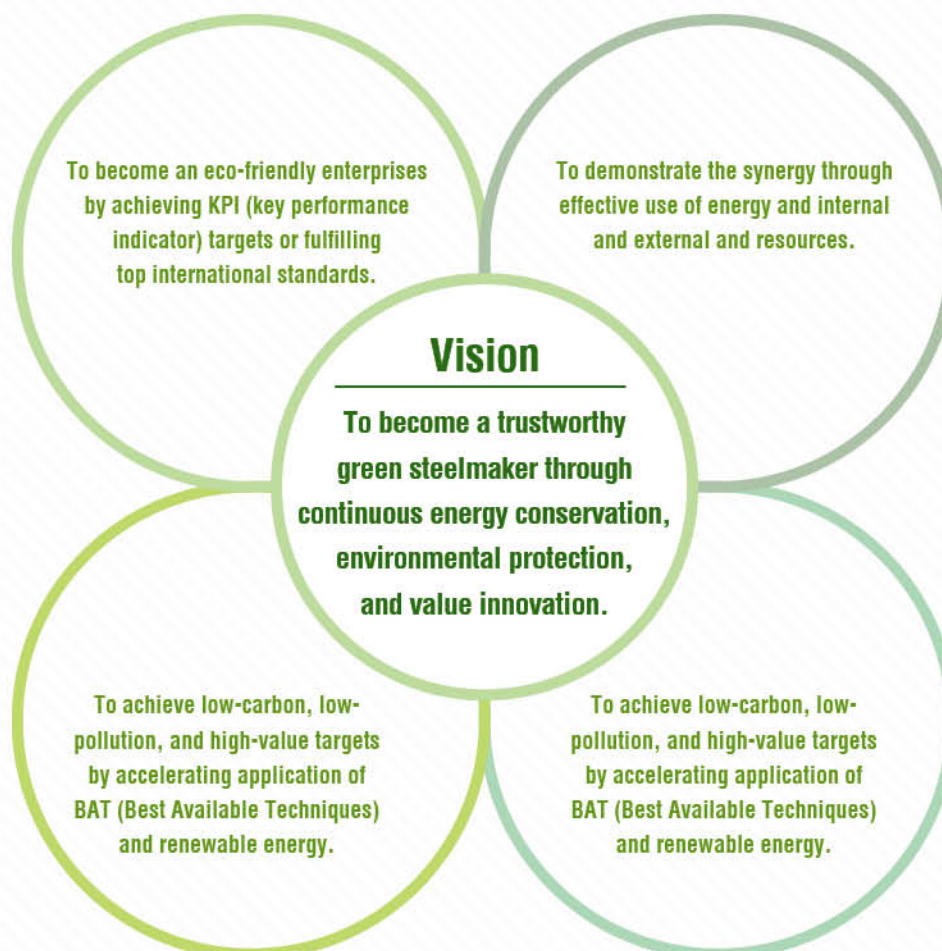 To become an eco-friendly enterprises
by achieving KPI (key performance
indicator) targets or fulfilling
top international standards.
To demonstrate the synergy through
effective use of energy and internal
and external and resources.
Vision
To become a trustworthy
green steelmaker through
continuous energy conservation,
environmental protection,
and value innovation.
To achieve low-carbon, low-
pollution, and high-value targets
by accelerating application of
BAT (Best Available Techniques)
and renewable energy.
To achieve low-carbon, low-
pollution, and high-value targets
by accelerating application of
BAT (Best Available Techniques)
and renewable energy.